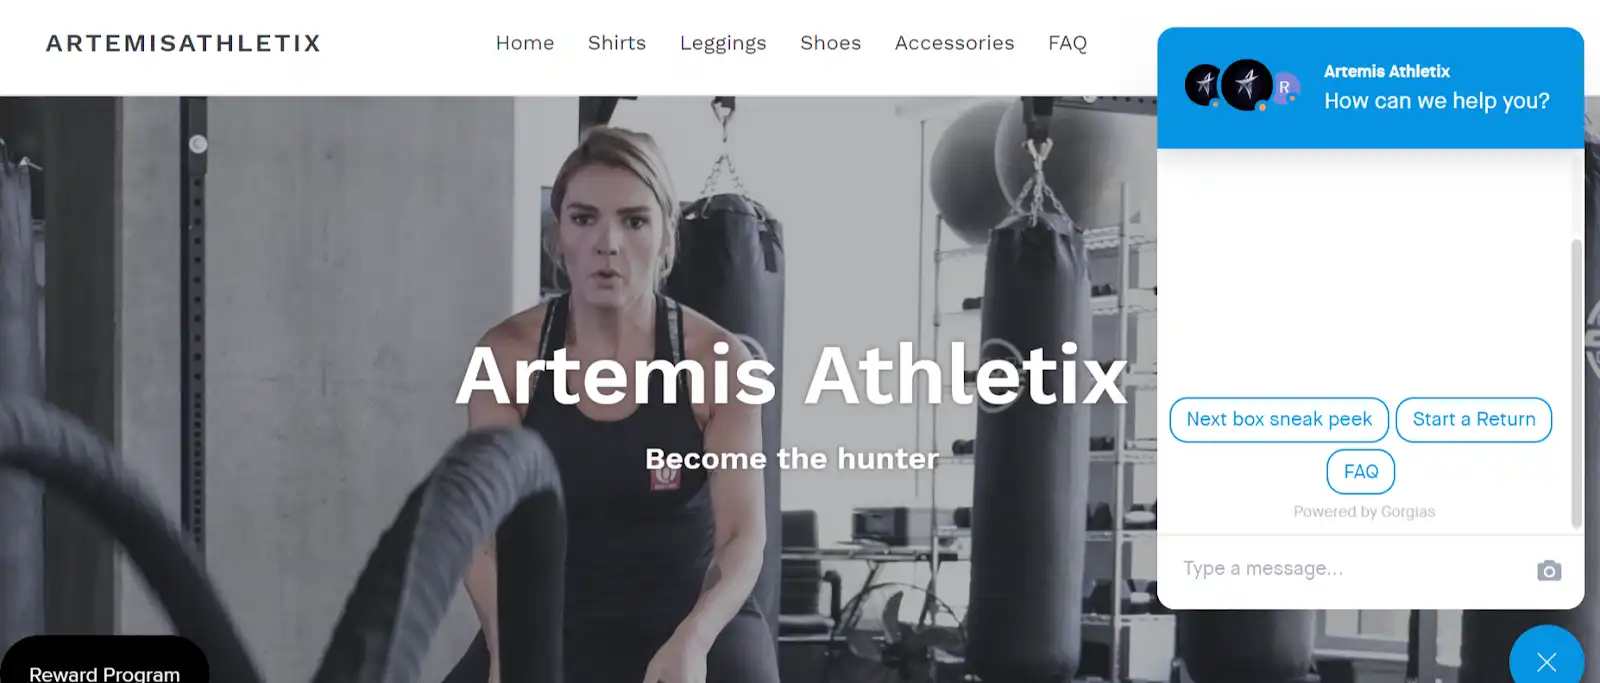 ARTEMISATHLETIX
Home Shirts Leggings Shoes Accessories FAQ
Artemis Athletix
Become the hunter
Reward Program
R
Artemis Athletix
How can we help you?
Next box sneak peek
Start a Return
FAQ
Powered by Gorgias
Type a message...